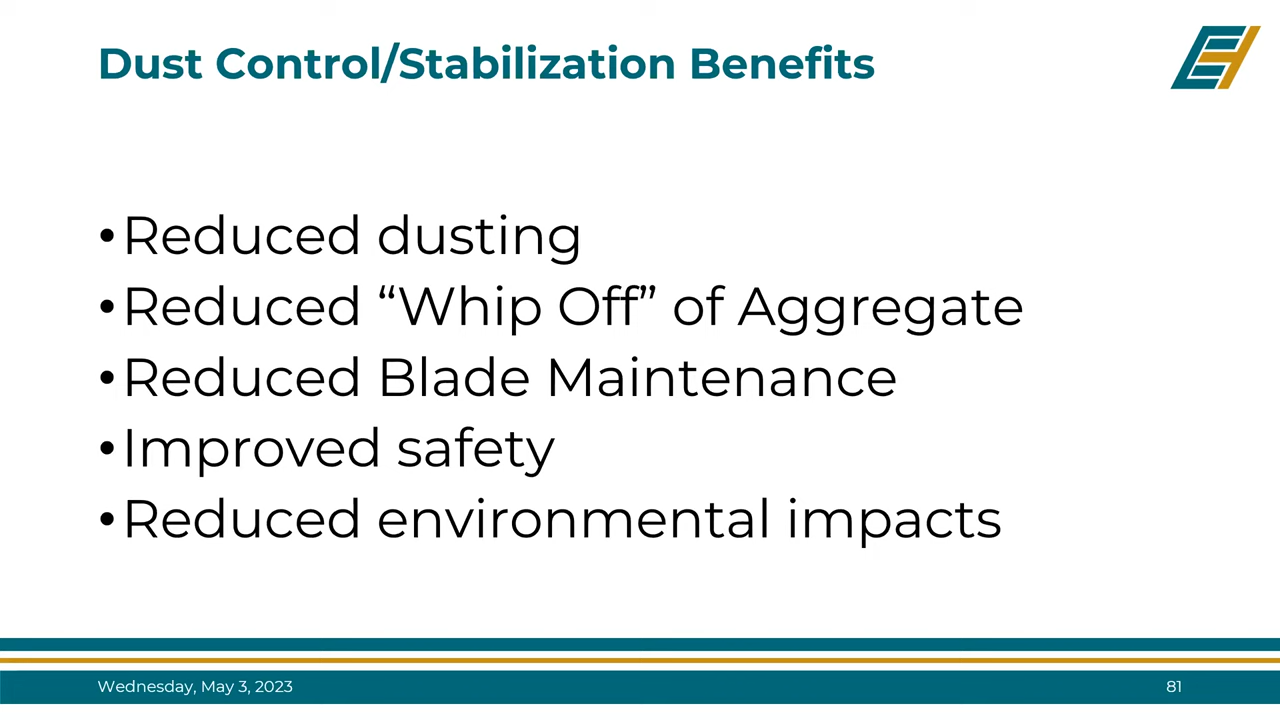 Dust Control/Stabilization Benefits
•Reduced dusting
•Reduced “Whip Off” of Aggregate
•Reduced Blade Maintenance
•Improved safety
•Reduced environmental impacts
Wednesday, May 3, 2023
81